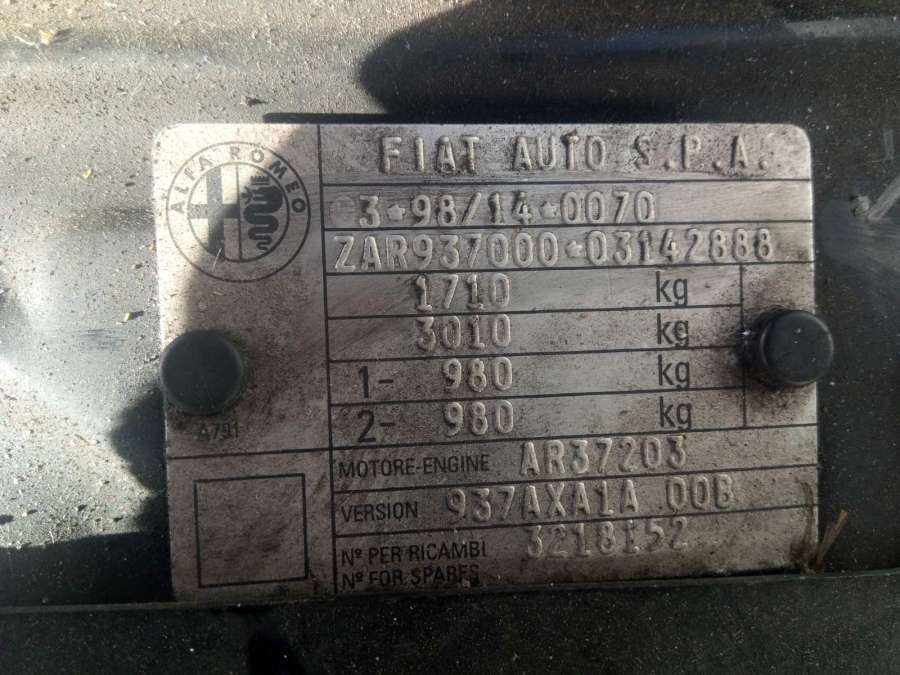 ALFA ROMEO
FIAT AUTO S.P.A.
3*98/14*0070
ZAR937000*03142888
1710 kg
3010 kg
1- 980 kg
2- 980 kg
A791
MOTORE-ENGINE AR37203
VERSION 937AXA1A 00B
Nº PER RICAMBI 3218152
Nº FOR SPARES